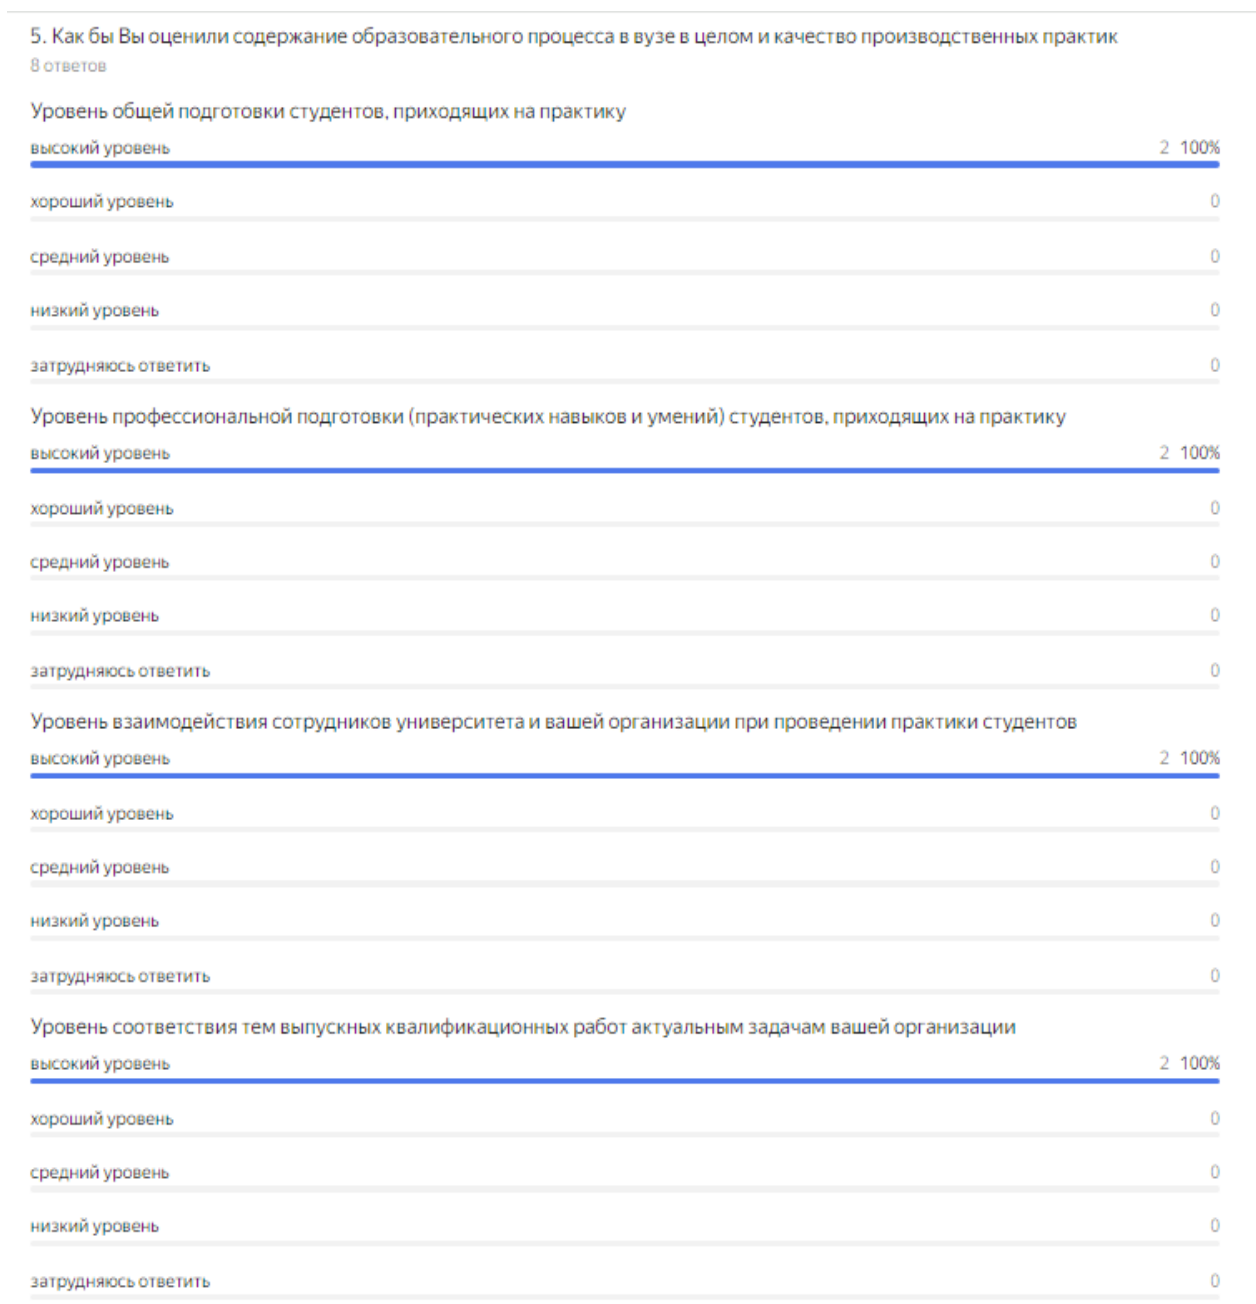 5. Как бы Вы оценили содержание образовательного процесса в вузе в целом и качество производственных практик
8 ответов
Уровень общей подготовки студентов, приходящих на практику
высокий уровень 2 100%
хороший уровень 0
средний уровень 0
низкий уровень 0
затрудняюсь ответить 0
Уровень профессиональной подготовки (практических навыков и умений) студентов, приходящих на практику
высокий уровень 2 100%
хороший уровень 0
средний уровень 0
низкий уровень 0
затрудняюсь ответить 0
Уровень взаимодействия сотрудников университета и вашей организации при проведении практики студентов
высокий уровень 2 100%
хороший уровень 0
средний уровень 0
низкий уровень 0
затрудняюсь ответить 0
Уровень соответствия тем выпускных квалификационных работ актуальным задачам вашей организации
высокий уровень 2 100%
хороший уровень 0
средний уровень 0
низкий уровень 0
затрудняюсь ответить 0